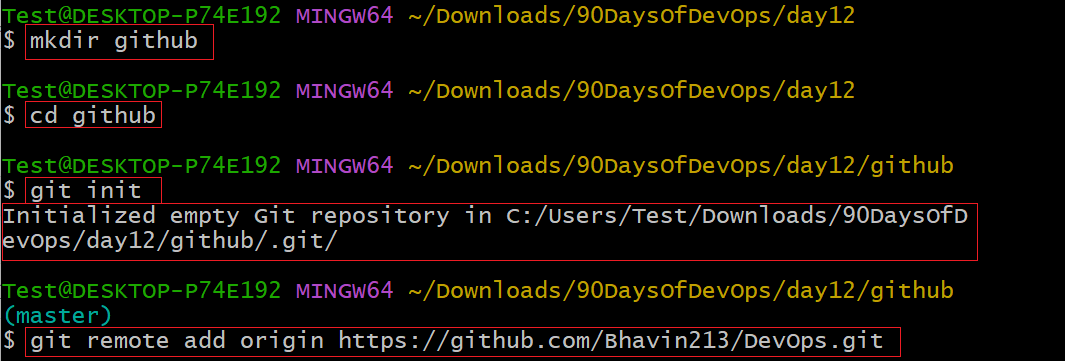 Test@DESKTOP-P74E192 MINGW64 ~/Downloads/90DaysOfDevOps/day12
$ mkdir github
Test@DESKTOP-P74E192 MINGW64 ~/Downloads/90DaysOfDevOps/day12
$ cd github
Test@DESKTOP-P74E192 MINGW64 ~/Downloads/90DaysOfDevOps/day12/github
$ git init
Initialized empty Git repository in C:/Users/Test/Downloads/90DaysOfD
evOps/day12/github/.git/
Test@DESKTOP-P74E192 MINGW64 ~/Downloads/90DaysOfDevOps/day12/github
(master)
$ git remote add origin https://github.com/Bhavin213/DevOps.git